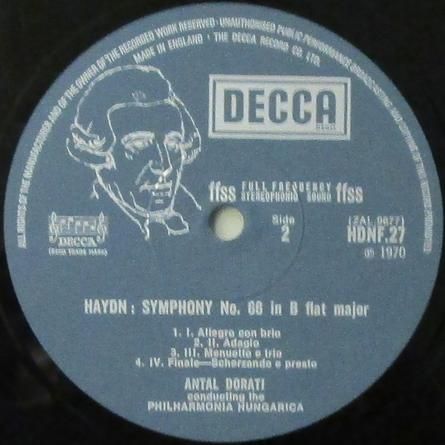 ALL RIGHTS OF THE MANUFACTURER AND OF THE OWNER OF THE RECORDED WORK RESERVED · UNAUTHORISED PUBLIC PERFORMANCE BROADCASTING AND COPYING OF THIS RECORD PROHIBITED
MADE IN ENGLAND · THE DECCA RECORD CO. LTD.
DECCA
ffss FULL FREQUENCY STEREOPHONIC SOUND ffss
DECCA
Side
2
(ZAL.9877)
HDNF.27
℗ 1970
HAYDN: SYMPHONY No. 66 in B flat major
1. I. Allegro con brio
2. II. Adagio
3. III. Menuetto e trio
4. IV. Finale—Scherzando e presto
ANTAL DORATI
conducting the
PHILHARMONIA HUNGARICA